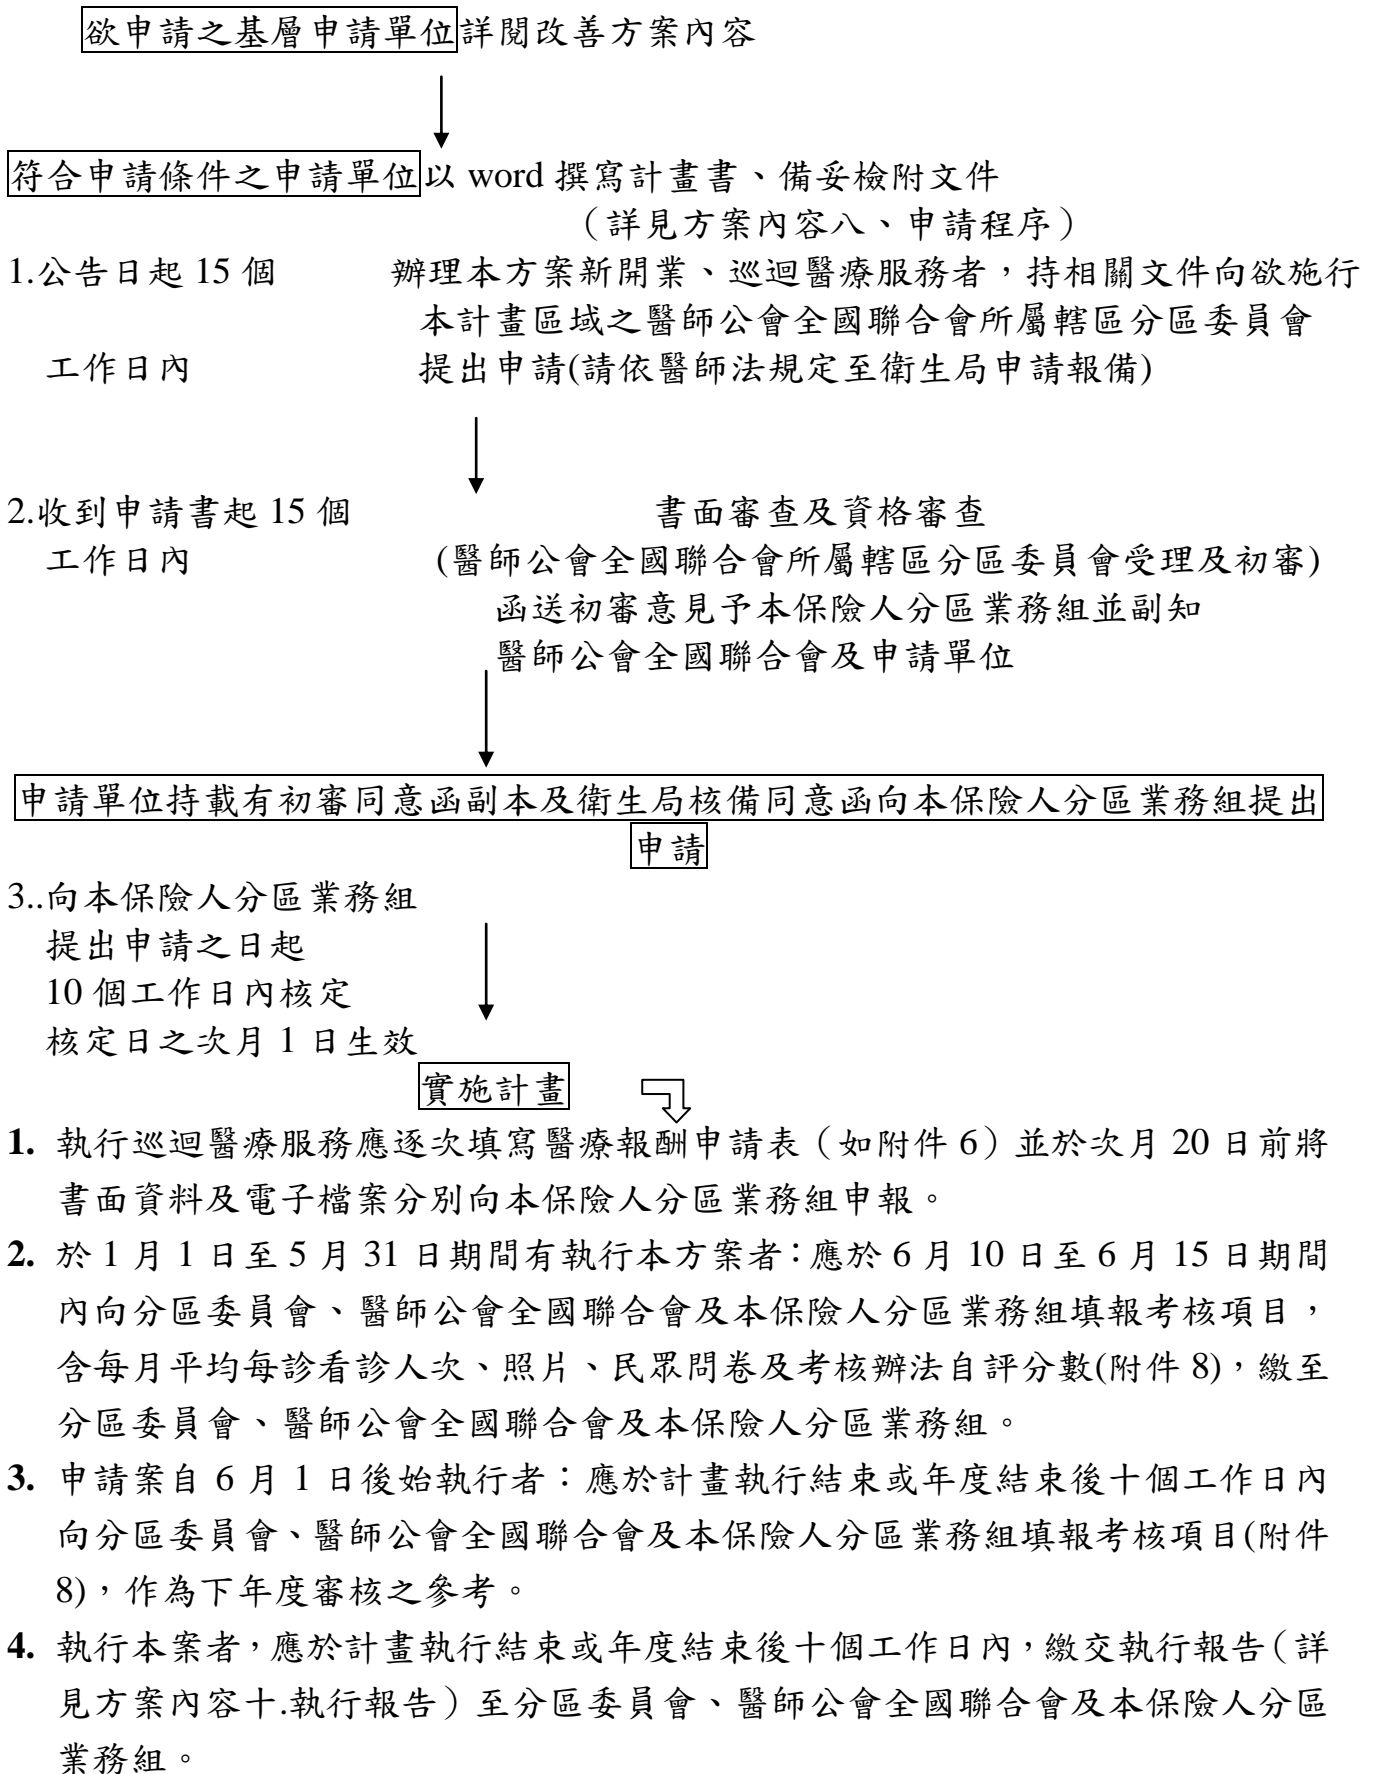 欲申請之基層申請單位詳閱改善方案內容
符合申請條件之申請單位以 word 撰寫計畫書、備妥檢附文件
（詳見方案內容八、申請程序）
1.公告日起 15 個 辦理本方案新開業、巡迴醫療服務者，持相關文件向欲施行
本計畫區域之醫師公會全國聯合會所屬轄區分區委員會
工作日內 提出申請(請依醫師法規定至衛生局申請報備)
2.收到申請書起 15 個 書面審查及資格審查
工作日內 (醫師公會全國聯合會所屬轄區分區委員會受理及初審)
函送初審意見予本保險人分區業務組並副知
醫師公會全國聯合會及申請單位
申請單位持載有初審同意函副本及衛生局核備同意函向本保險人分區業務組提出
申請
3..向本保險人分區業務組
提出申請之日起
10 個工作日內核定
核定日之次月 1 日生效
實施計畫
1. 執行巡迴醫療服務應逐次填寫醫療報酬申請表（如附件 6）並於次月 20 日前將
書面資料及電子檔案分別向本保險人分區業務組申報。
2. 於 1 月 1 日至 5 月 31 日期間有執行本方案者：應於 6 月 10 日至 6 月 15 日期間
內向分區委員會、醫師公會全國聯合會及本保險人分區業務組填報考核項目，
含每月平均每診看診人次、照片、民眾問卷及考核辦法自評分數(附件 8)，繳至
分區委員會、醫師公會全國聯合會及本保險人分區業務組。
3. 申請案自 6 月 1 日後始執行者：應於計畫執行結束或年度結束後十個工作日內
向分區委員會、醫師公會全國聯合會及本保險人分區業務組填報考核項目(附件
8)，作為下年度審核之參考。
4. 執行本案者，應於計畫執行結束或年度結束後十個工作日內，繳交執行報告（詳
見方案內容十.執行報告）至分區委員會、醫師公會全國聯合會及本保險人分區
業務組。